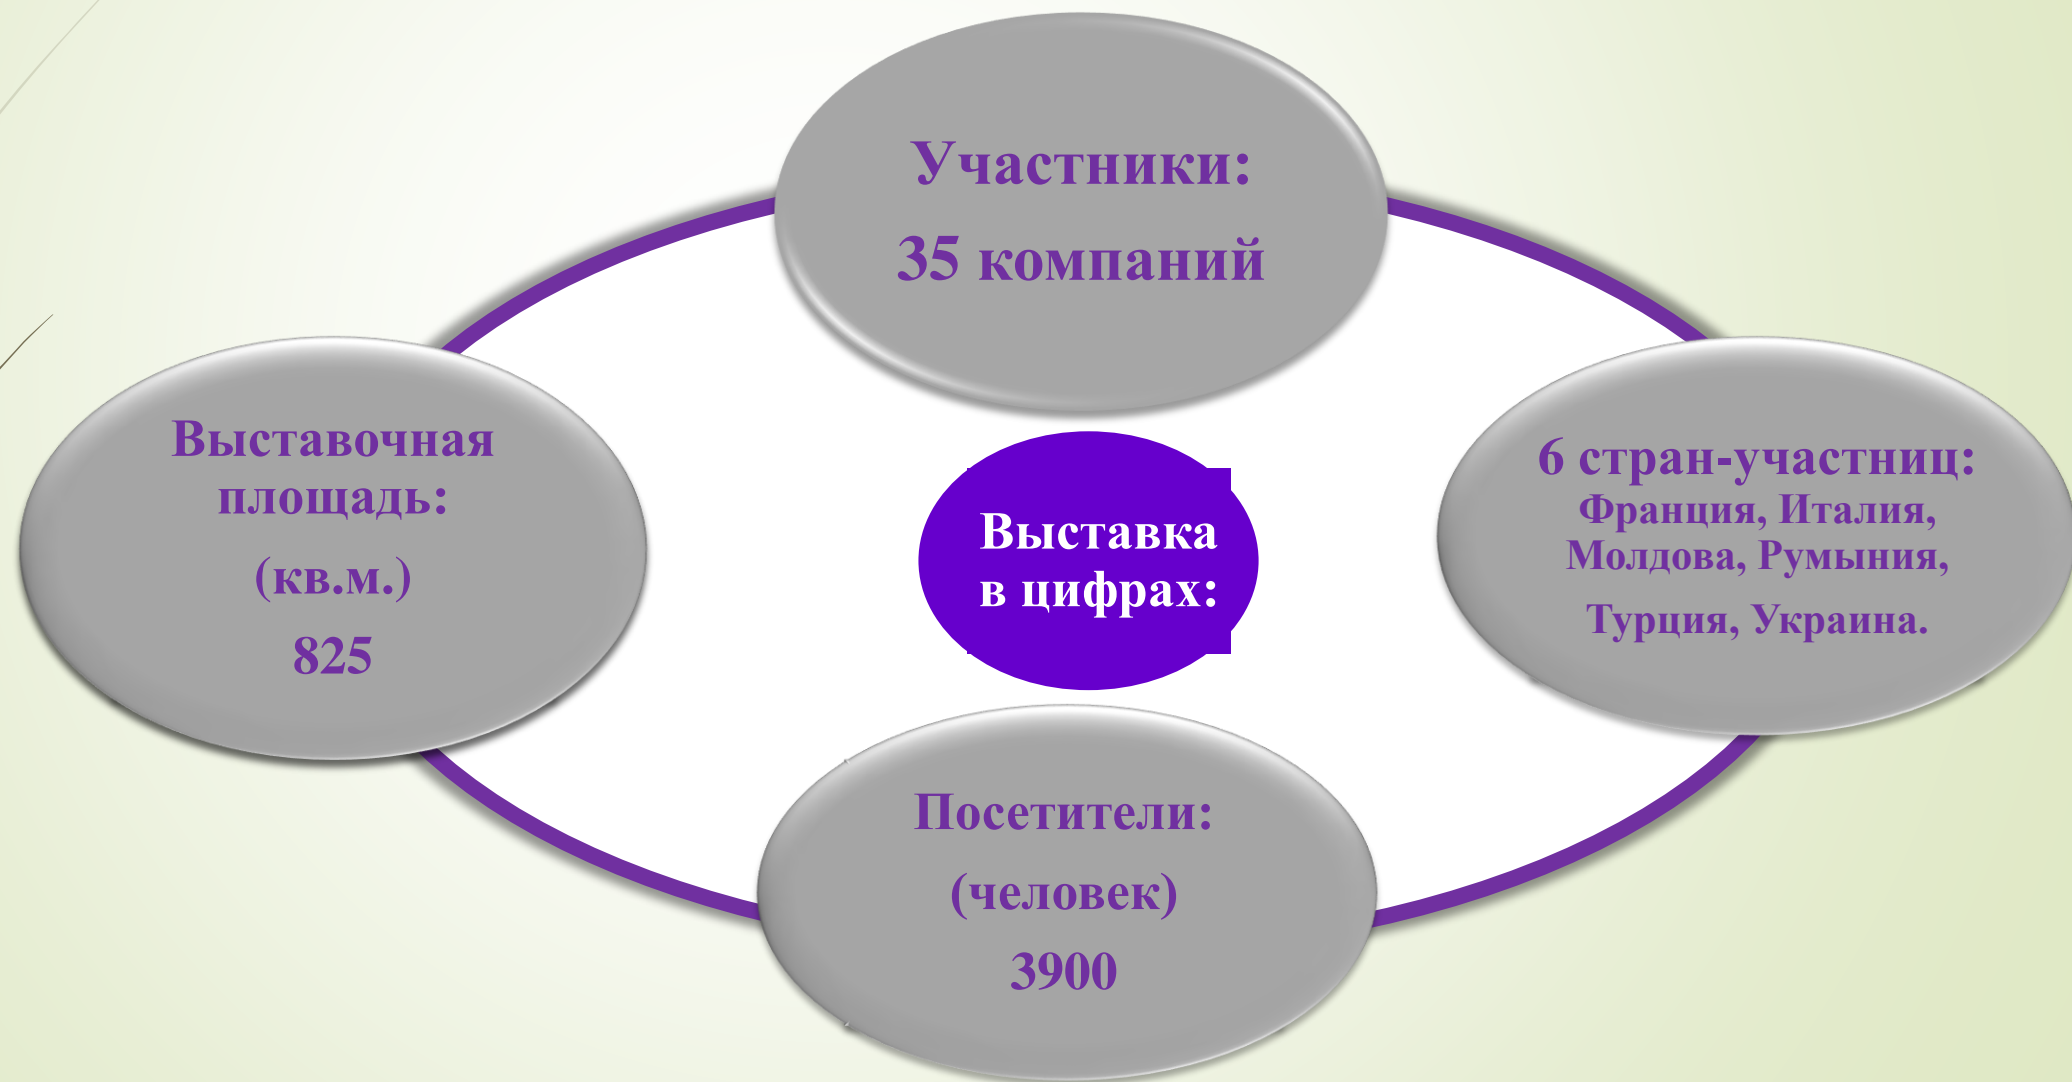 Участники:
35 компаний
Выставочная
площадь:
(кв.м.)
825
Выставка
в цифрах:
6 стран-участниц:
Франция, Италия,
Молдова, Румыния,
Турция, Украина.
Посетители:
(человек)
3900